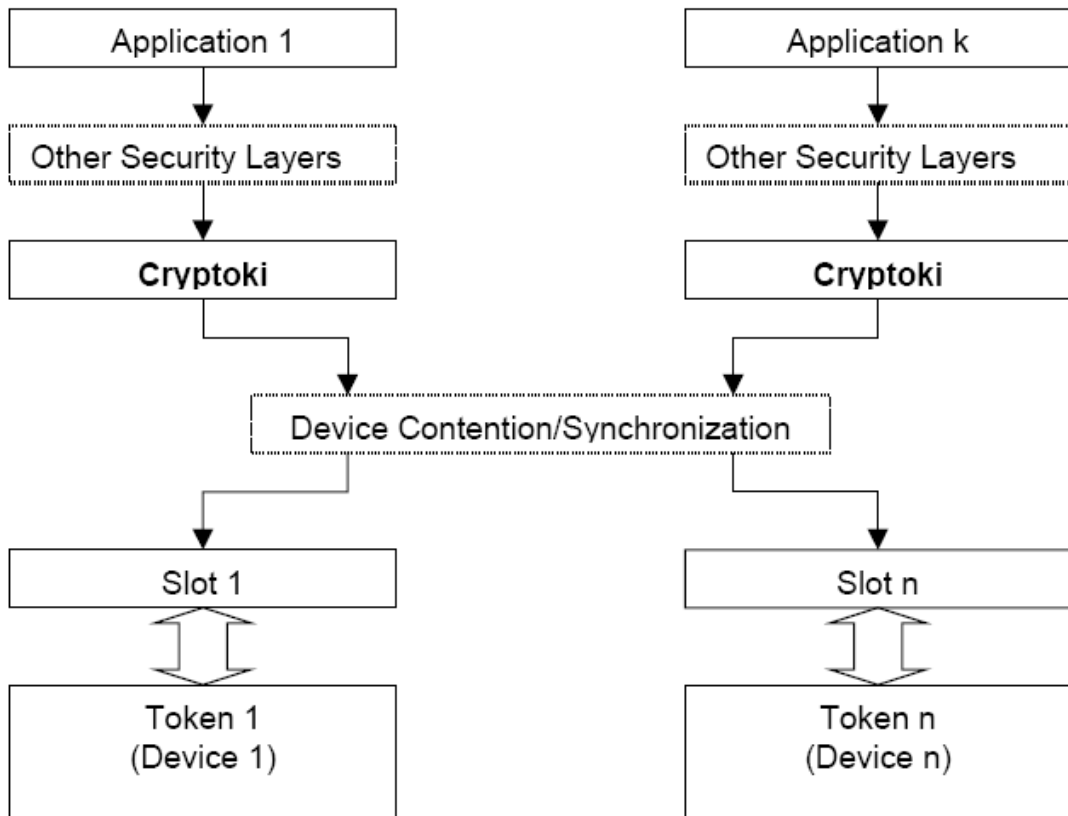 Application 1
Application k
Other Security Layers
Other Security Layers
Cryptoki
Cryptoki
Device Contention/Synchronization
Slot 1
Slot n
Token 1
(Device 1)
Token n
(Device n)